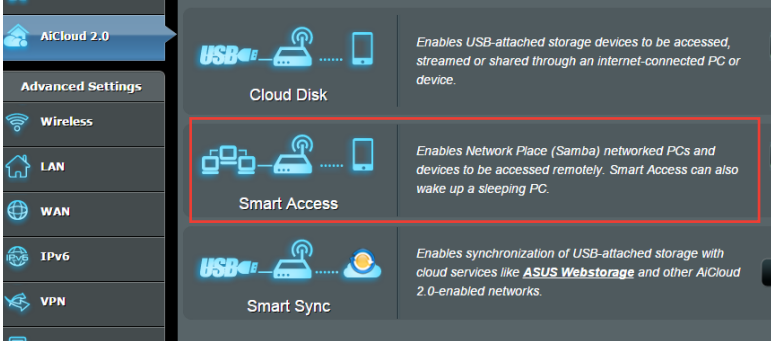 AiCloud 2.0
Advanced Settings
Wireless
LAN
WAN
IPv6
IPv6
VPN
USB
Cloud Disk
Enables USB-attached storage devices to be accessed,
streamed or shared through an internet-connected PC or
device.
Smart Access
Enables Network Place (Samba) networked PCs and
devices to be accessed remotely. Smart Access can also
wake up a sleeping PC.
USB
Smart Sync
Enables synchronization of USB-attached storage with
cloud services like ASUS Webstorage and other AiCloud
2.0-enabled networks.